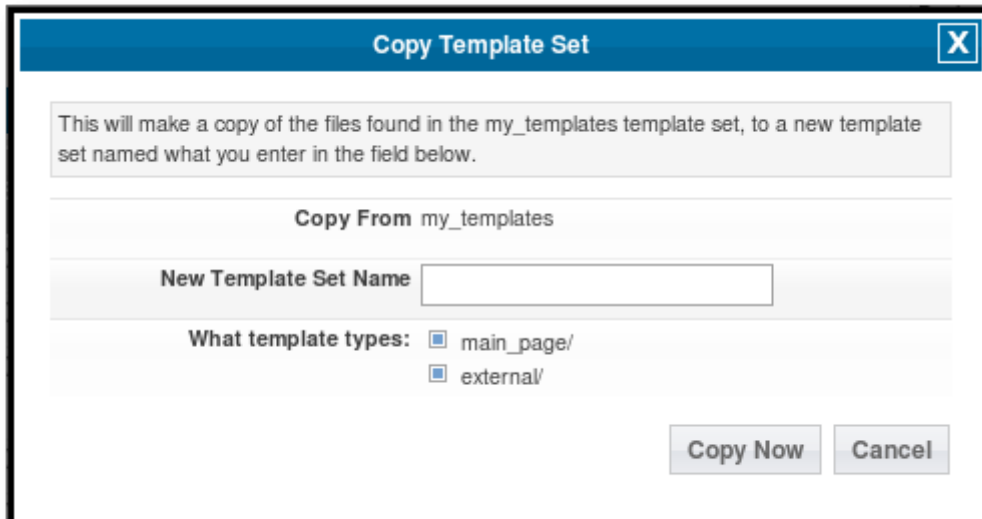 Copy Template Set
X
This will make a copy of the files found in the my_templates template set, to a new template
set named what you enter in the field below.
Copy From my_templates
New Template Set Name
What template types: main_page/
external/
Copy Now Cancel